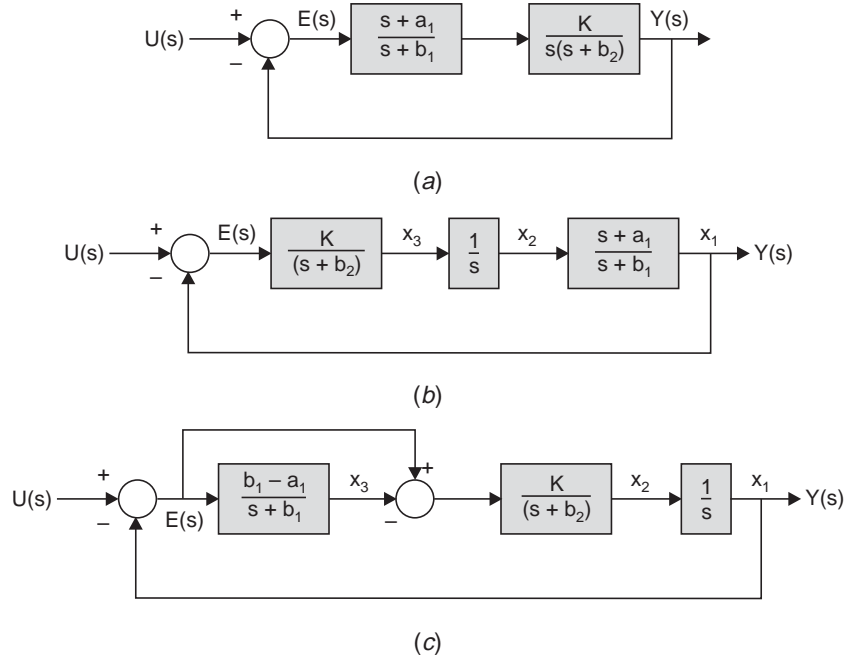 U(s) + − E(s) s + a₁ / s + b₁ K / s(s + b₂) Y(s)
(a)
U(s) + − E(s) K / (s + b₂) x₃ 1 / s x₂ s + a₁ / s + b₁ x₁ Y(s)
(b)
U(s) + − E(s) b₁ – a₁ / s + b₁ x₃ + − K / (s + b₂) x₂ 1 / s x₁ Y(s)
(c)